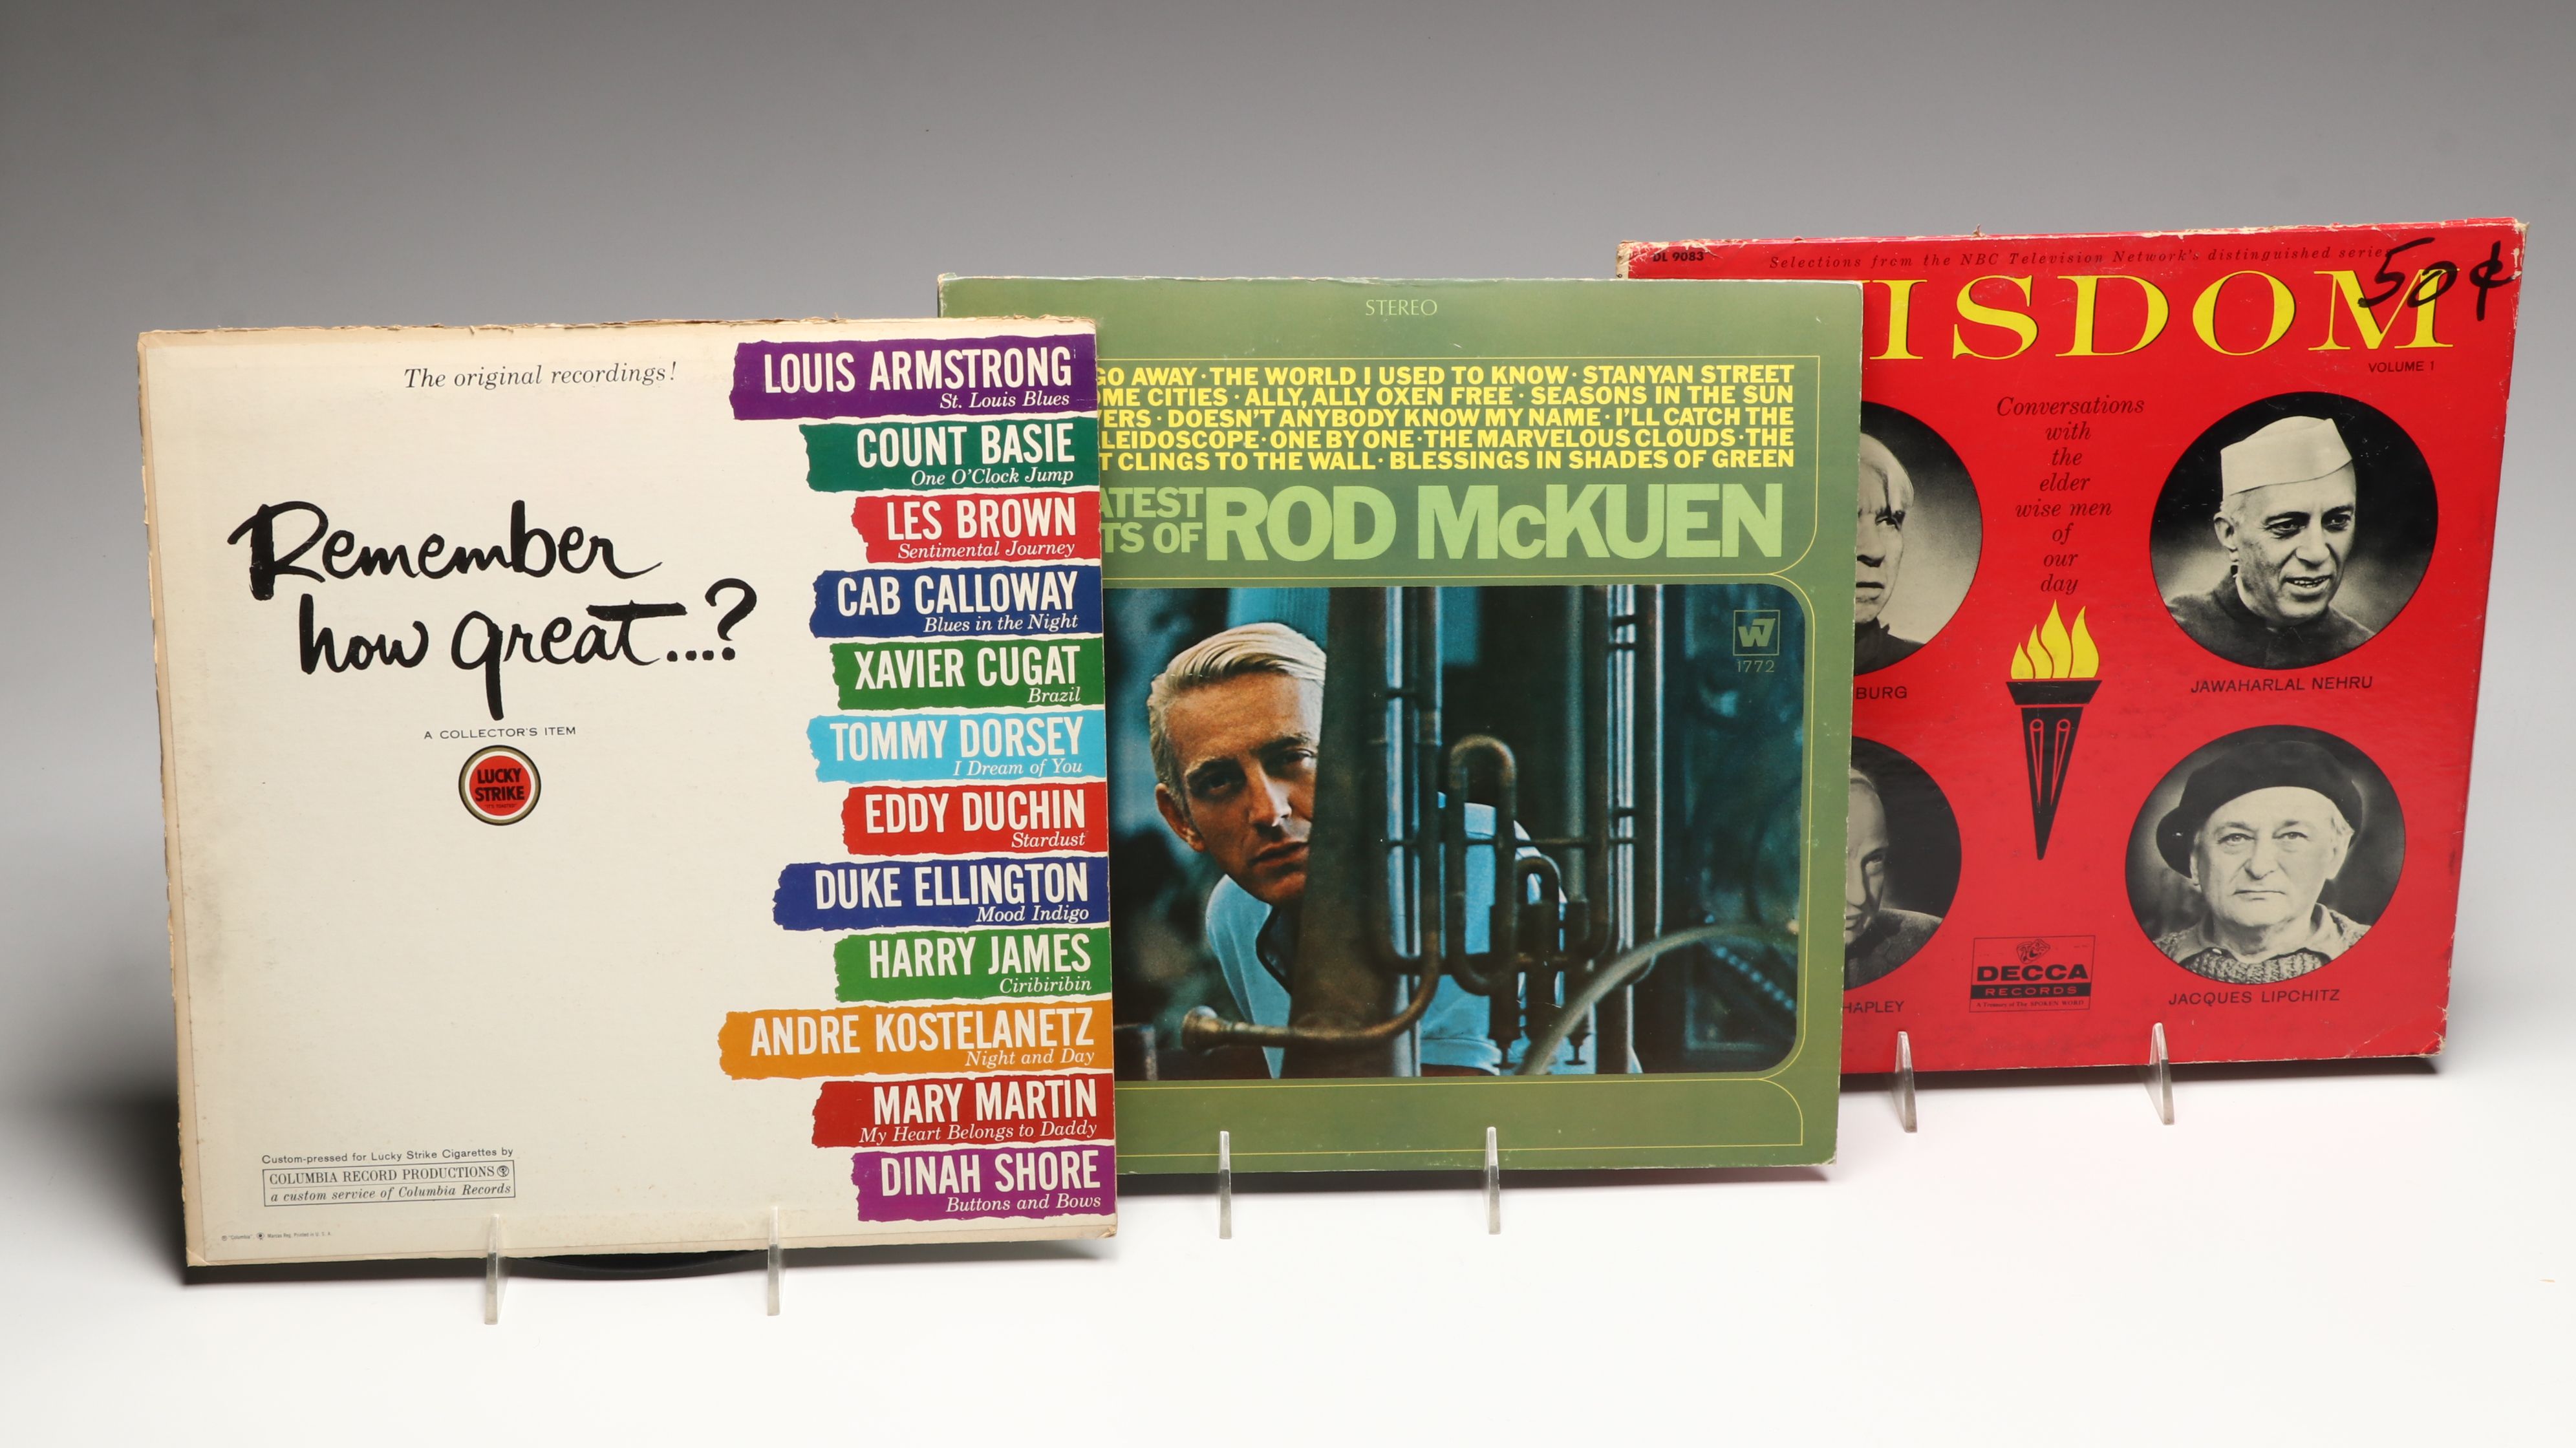 The original recordings!
Remember
how great...?
A COLLECTOR'S ITEM
LUCKY
STRIKE
"IT'S TOASTED"
Custom-pressed for Lucky Strike Cigarettes by
COLUMBIA RECORD PRODUCTIONS
a custom service of Columbia Records
LOUIS ARMSTRONG
St. Louis Blues
COUNT BASIE
One O'Clock Jump
LES BROWN
Sentimental Journey
CAB CALLOWAY
Blues in the Night
XAVIER CUGAT
Brazil
TOMMY DORSEY
I Dream of You
EDDY DUCHIN
Stardust
DUKE ELLINGTON
Mood Indigo
HARRY JAMES
Ciribiribin
ANDRE KOSTELANETZ
Night and Day
MARY MARTIN
My Heart Belongs to Daddy
DINAH SHORE
Buttons and Bows
STEREO
GO AWAY · THE WORLD I USED TO KNOW · STANYAN STREET
OME CITIES · ALLY, ALLY OXEN FREE · SEASONS IN THE SUN
ERS · DOESN'T ANYBODY KNOW MY NAME · I'LL CATCH THE
LEIDOSCOPE · ONE BY ONE · THE MARVELOUS CLOUDS · THE
T CLINGS TO THE WALL · BLESSINGS IN SHADES OF GREEN
ATEST
TS OF ROD McKUEN
W7
1772
DL 9083
Selections from the NBC Television Network's distinguished serie
50¢
ISDOM
VOLUME 1
Conversations
with
the
elder
wise men
of
our
day
BURG
JAWAHARLAL NEHRU
HAPLEY
JACQUES LIPCHITZ
DECCA
RECORDS
A Treasury of The SPOKEN WORD